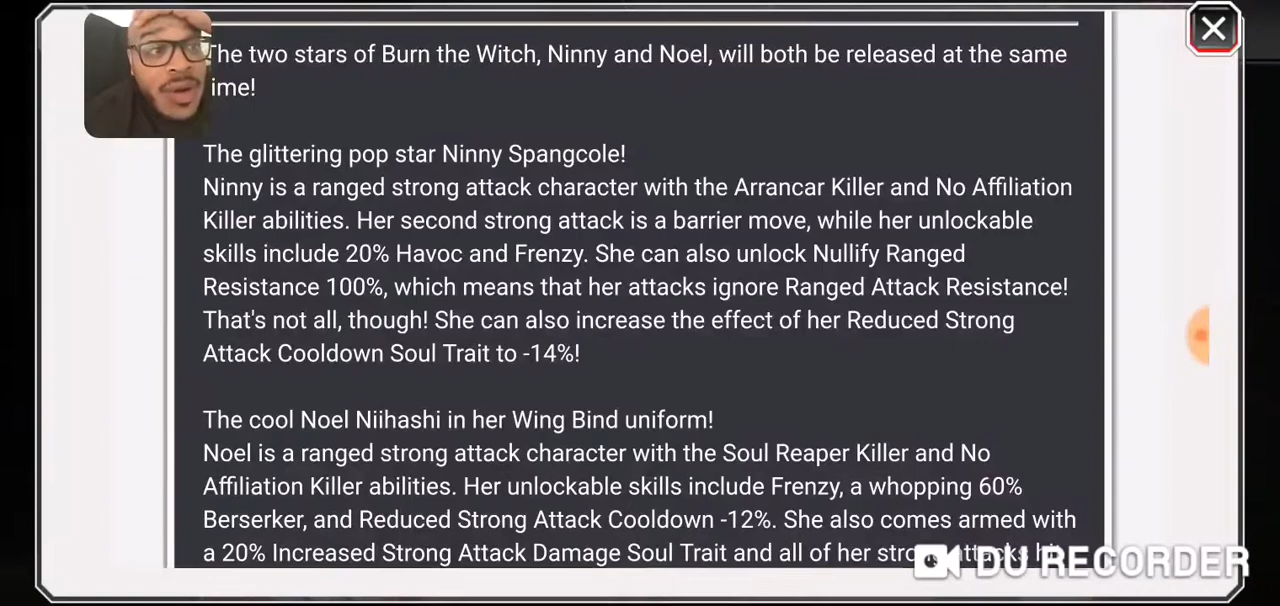 The two stars of Burn the Witch, Ninny and Noel, will both be released at the same
ime!
The glittering pop star Ninny Spangcole!
Ninny is a ranged strong attack character with the Arrancar Killer and No Affiliation
Killer abilities. Her second strong attack is a barrier move, while her unlockable
skills include 20% Havoc and Frenzy. She can also unlock Nullify Ranged
Resistance 100%, which means that her attacks ignore Ranged Attack Resistance!
That's not all, though! She can also increase the effect of her Reduced Strong
Attack Cooldown Soul Trait to -14%!
The cool Noel Niihashi in her Wing Bind uniform!
Noel is a ranged strong attack character with the Soul Reaper Killer and No
Affiliation Killer abilities. Her unlockable skills include Frenzy, a whopping 60%
Berserker, and Reduced Strong Attack Cooldown -12%. She also comes armed with
a 20% Increased Strong Attack Damage Soul Trait and all of her strong attacks
DU RECORDER